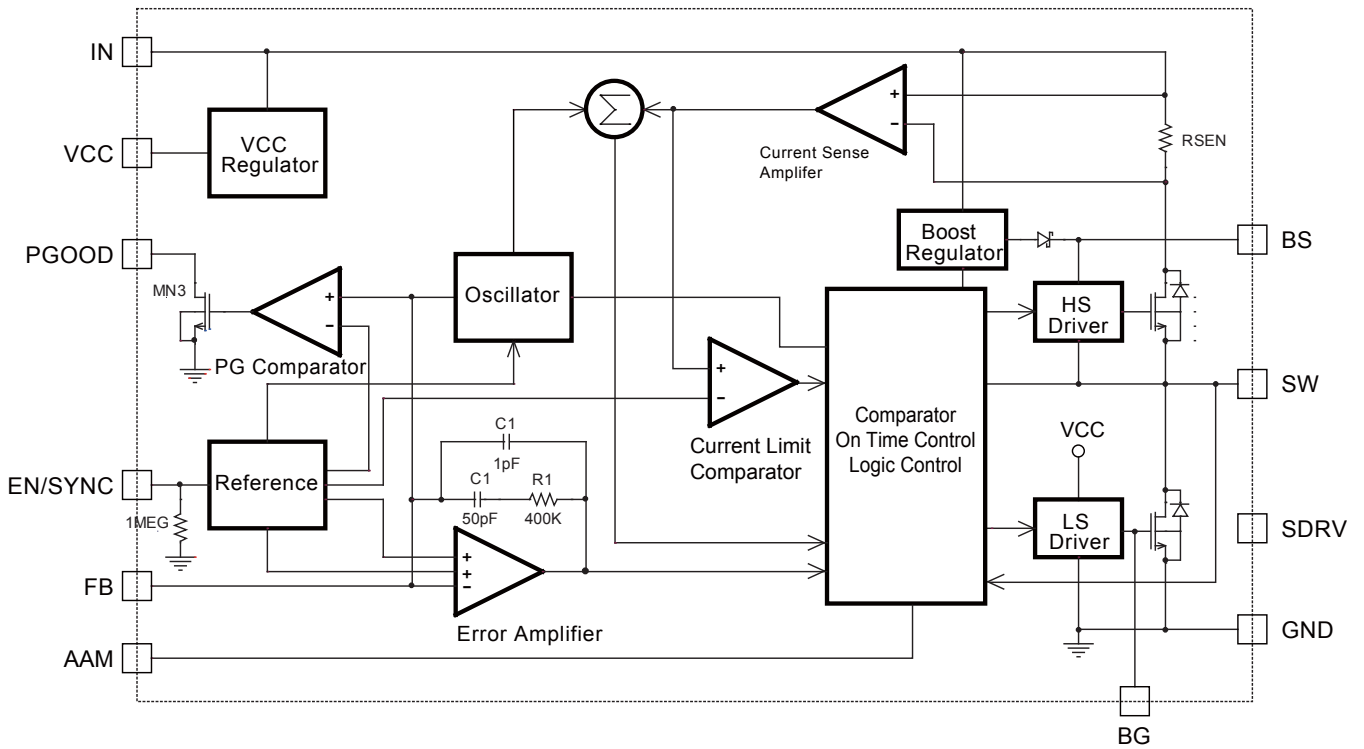 IN
VCC
VCC
Regulator
Σ
+
−
Current Sense
Amplifer
RSEN
PGOOD
MN3
+
−
PG Comparator
Oscillator
Boost
Regulator
BS
HS
Driver
SW
+
−
Current Limit
Comparator
Comparator
On Time Control
Logic Control
VCC
EN/SYNC
1MEG
Reference
C1
1pF
C1
50pF
R1
400K
LS
Driver
SDRV
FB
+
+
−
Error Amplifier
AAM
GND
BG